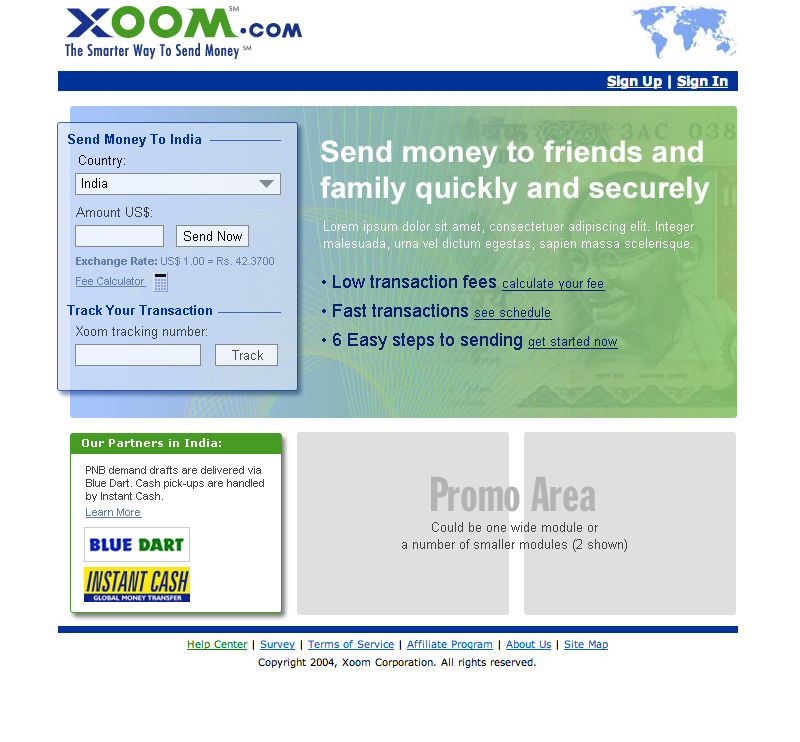 XOOM.COM SM
The Smarter Way To Send Money SM
Sign Up | Sign In
Send Money To India
Country:
India
Amount US$:
Send Now
Exchange Rate: US$ 1.00 = Rs. 42.3700
Fee Calculator
Track Your Transaction
Xoom tracking number:
Track
3AC 038
Send money to friends and
family quickly and securely
Lorem ipsum dolor sit amet, consectetuer adipiscing elit. Integer
malesuada, urna vel dictum egestas, sapien massa scelerisque.
• Low transaction fees calculate your fee
• Fast transactions see schedule
• 6 Easy steps to sending get started now
Our Partners in India:
PNB demand drafts are delivered via
Blue Dart. Cash pick-ups are handled
by Instant Cash.
Learn More
BLUE DART
INSTANT CASH
GLOBAL MONEY TRANSFER
Promo Area
Could be one wide module or
a number of smaller modules (2 shown)
Help Center | Survey | Terms of Service | Affiliate Program | About Us | Site Map
Copyright 2004, Xoom Corporation. All rights reserved.